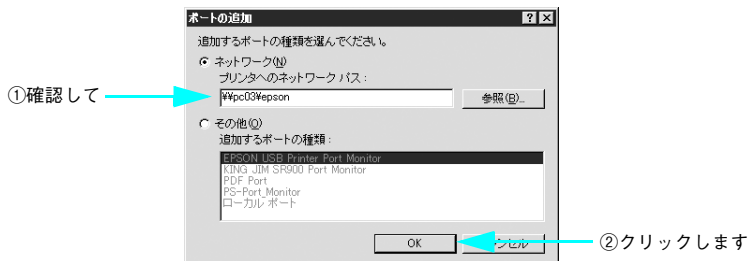 ポートの追加
追加するポートの種類を選んでください。
ネットワーク(N)
プリンタへのネットワーク パス:
①確認して
¥¥pc03¥epson
参照(B)...
その他(O)
追加するポートの種類:
EPSON USB Printer Port Monitor
KING JIM SR900 Port Monitor
PDF Port
PS-Port_Monitor
ローカル ポート
OK
②クリックします